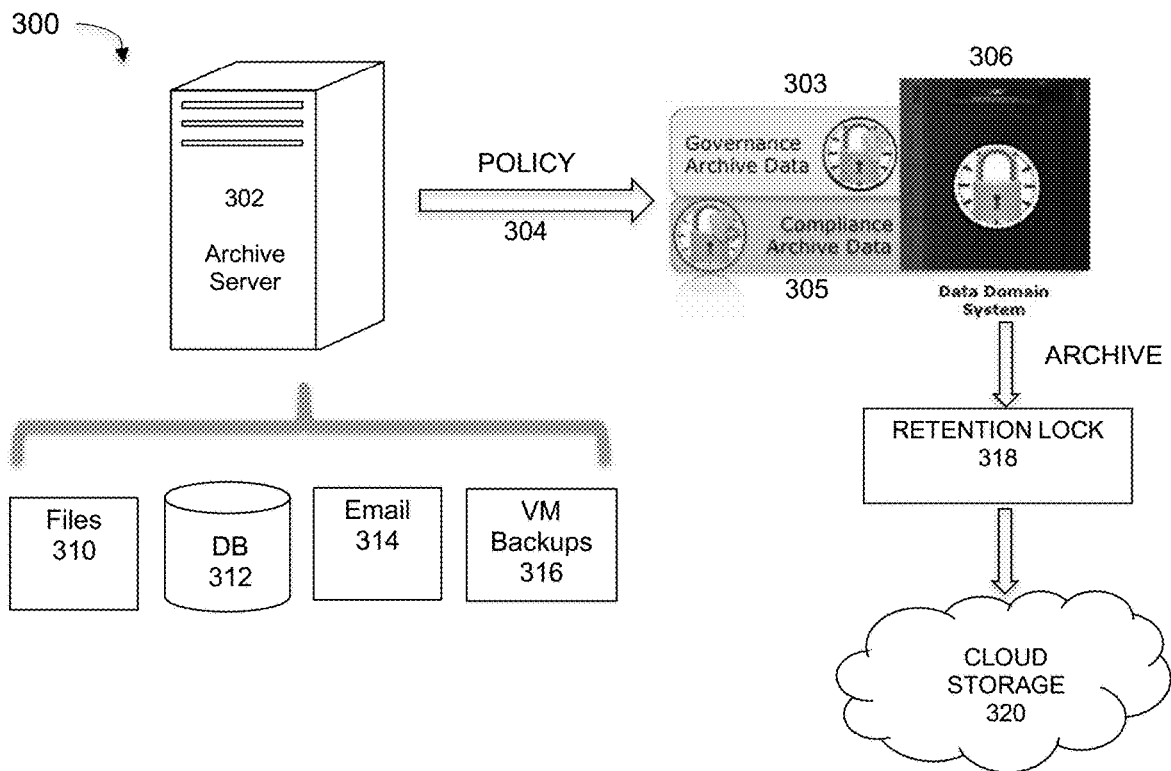 300
306
303
302
Archive
Server
POLICY
304
Governance
Archive Data
Compliance
Archive Data
305
Data Domain
System
ARCHIVE
RETENTION LOCK
318
Files
310
DB
312
Email
314
VM
Backups
316
CLOUD
STORAGE
320